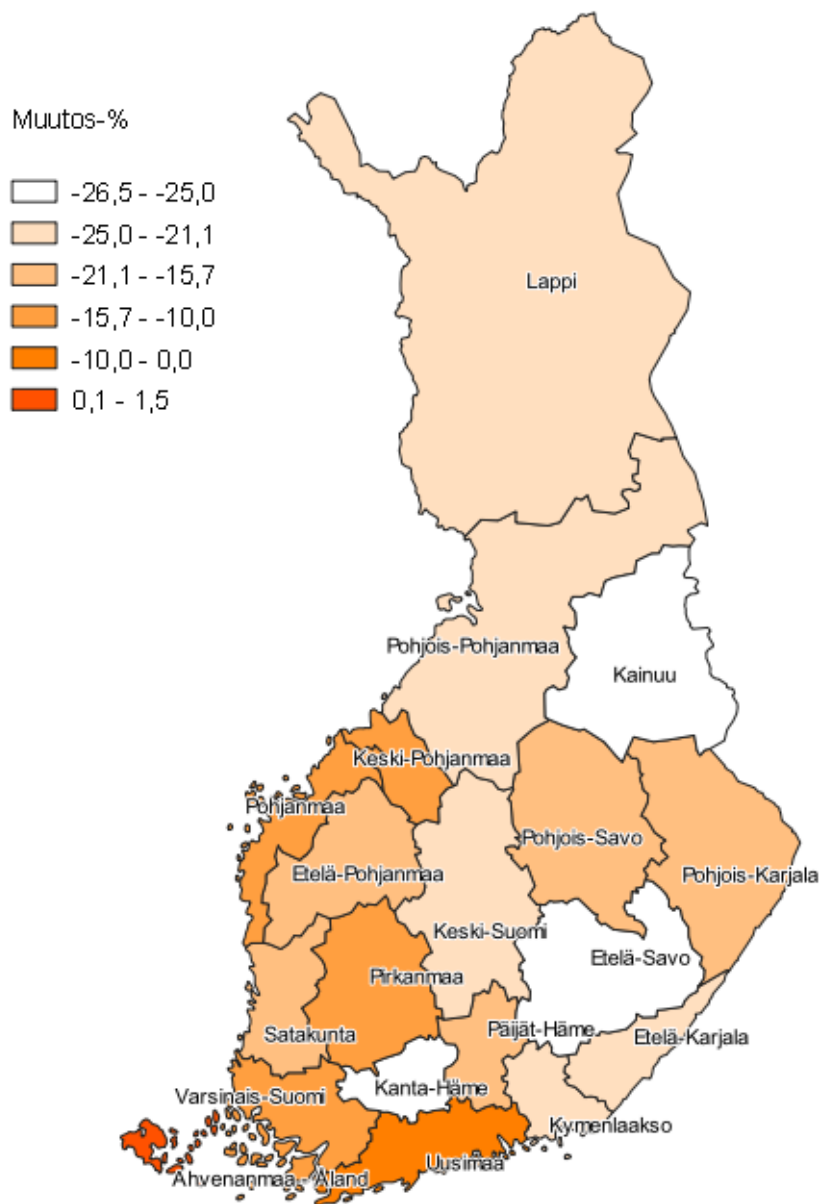 Muutos-%
-26,5 - -25,0
-25,0 - -21,1
-21,1 - -15,7
-15,7 - -10,0
-10,0 - 0,0
0,1 - 1,5
Lappi
Pohjois-Pohjanmaa
Kainuu
Keski-Pohjanmaa
Pohjanmaa
Pohjois-Savo
Etelä-Pohjanmaa
Pohjois-Karjala
Keski-Suomi
Etelä-Savo
Pirkanmaa
Satakunta
Päijät-Häme
Etelä-Karjala
Kanta-Häme
Varsinais-Suomi
Kymenlaakso
Uusimaa
Ahvenanmaa - Åland